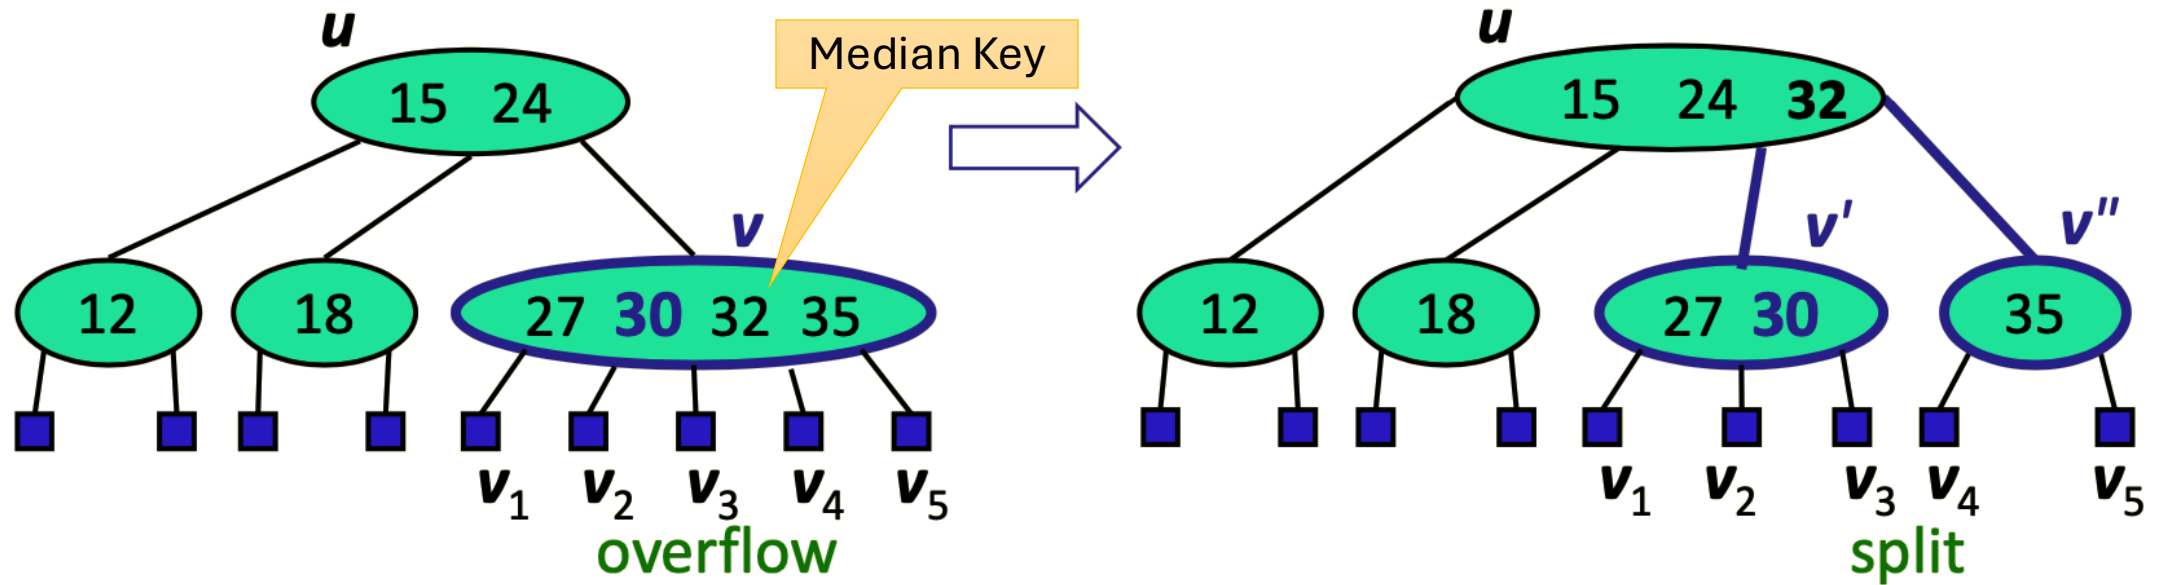 u
Median Key
u
15 24
15 24 32
v
v'
v''
12
18
27 30 32 35
12
18
27 30
35
v1 v2 v3 v4 v5
v1 v2 v3 v4 v5
overflow
split